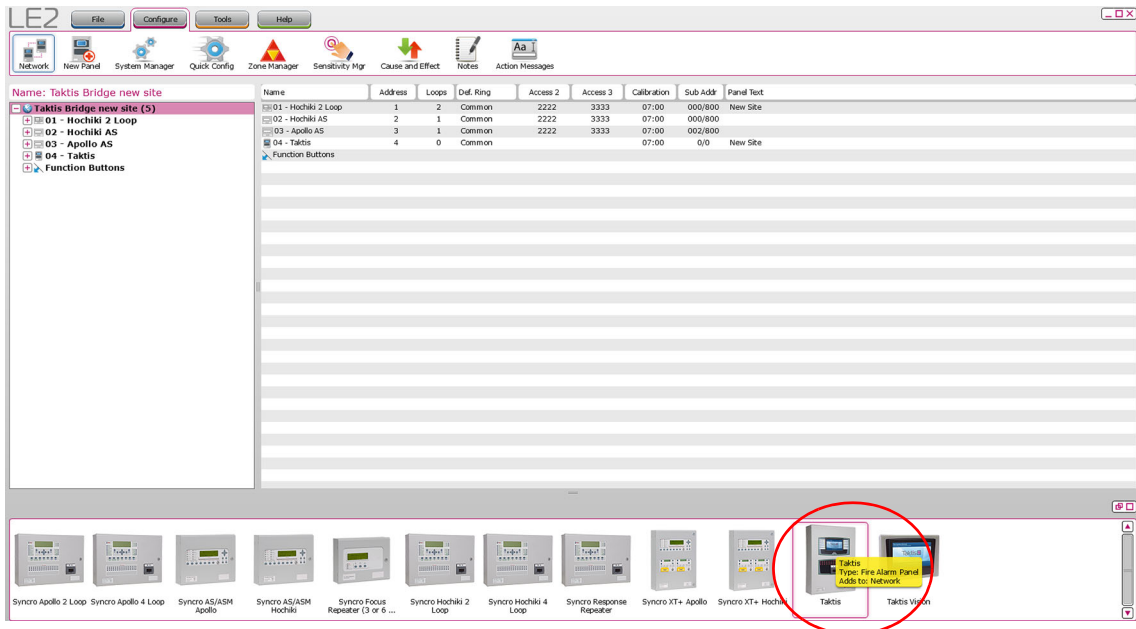 LE2 File Configure Tools Help
Network New Panel System Manager Quick Config Zone Manager Sensitivity Mgr Cause and Effect Notes Action Messages
Name: Taktis Bridge new site
Taktis Bridge new site (5)
01 - Hochiki 2 Loop
02 - Hochiki AS
03 - Apollo AS
04 - Taktis
Function Buttons
Name Address Loops Def. Ring Access 2 Access 3 Calibration Sub Addr Panel Text
01 - Hochiki 2 Loop 1 2 Common 2222 3333 07:00 000/800 New Site
02 - Hochiki AS 2 1 Common 2222 3333 07:00 000/800
03 - Apollo AS 3 1 Common 2222 3333 07:00 002/800
04 - Taktis 4 0 Common 07:00 0/0 New Site
Function Buttons
Taktis
Type: Fire Alarm Panel
Adds to: Network
Syncro Apollo 2 Loop
Syncro Apollo 4 Loop
Syncro AS/ASM
Apollo
Syncro AS/ASM
Hochiki
Syncro Focus
Repeater (3 or 6 ...
Syncro Hochiki 2
Loop
Syncro Hochiki 4
Loop
Syncro Response
Repeater
Syncro XT+ Apollo
Syncro XT+ Hochiki
Taktis
Taktis Vision